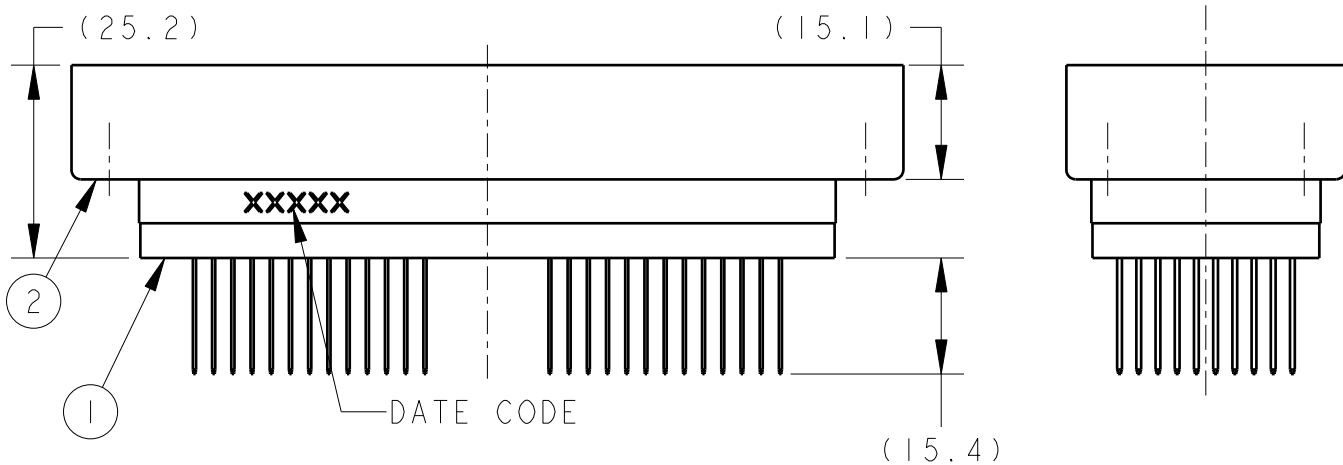 (25.2)
(15.1)
XXXXX
2
1
DATE CODE
(15.4)